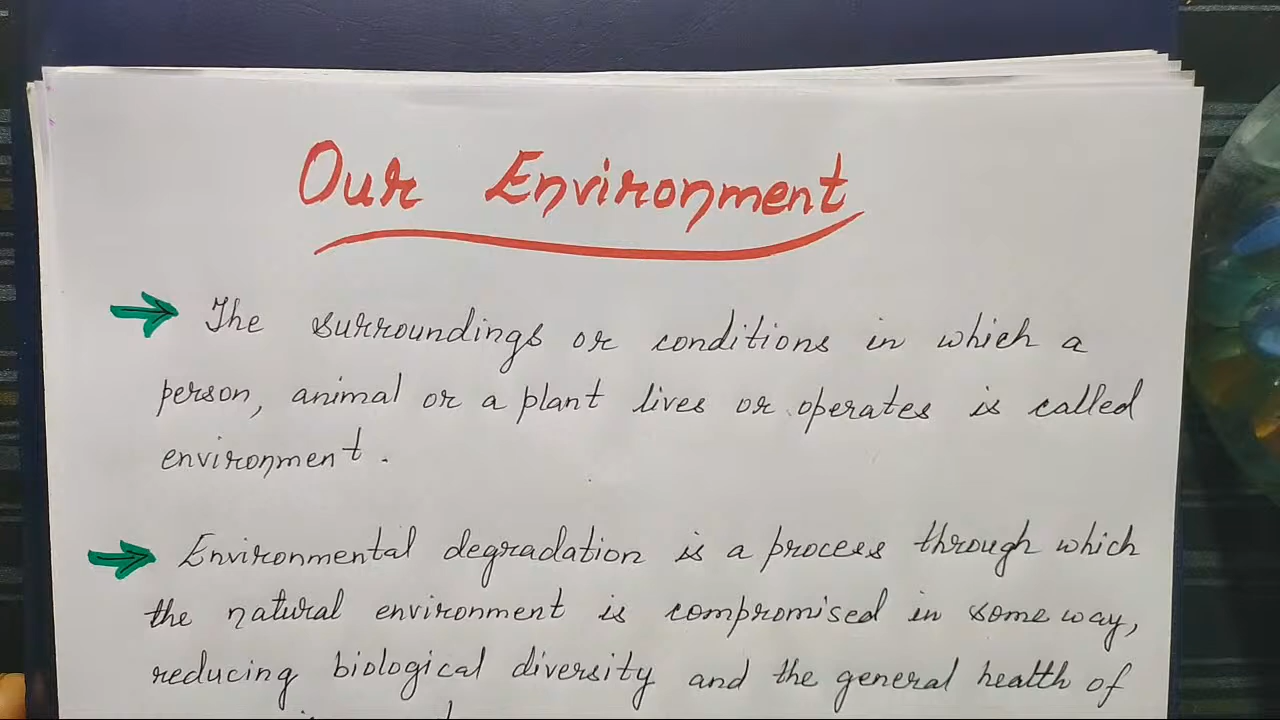 Our Environment
The surroundings or conditions in which a
person, animal or a plant lives or operates is called
environment.
Environmental degradation is a process through which
the natural environment is compromised in some way,
reducing biological diversity and the general health of